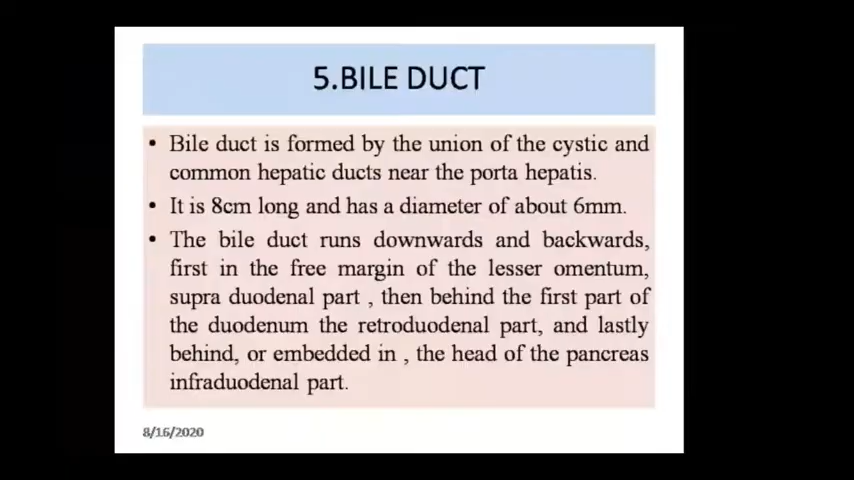 5.BILE DUCT
• Bile duct is formed by the union of the cystic and
common hepatic ducts near the porta hepatis.
• It is 8cm long and has a diameter of about 6mm.
• The bile duct runs downwards and backwards,
first in the free margin of the lesser omentum,
supra duodenal part , then behind the first part of
the duodenum the retroduodenal part, and lastly
behind, or embedded in , the head of the pancreas
infraduodenal part.
8/16/2020